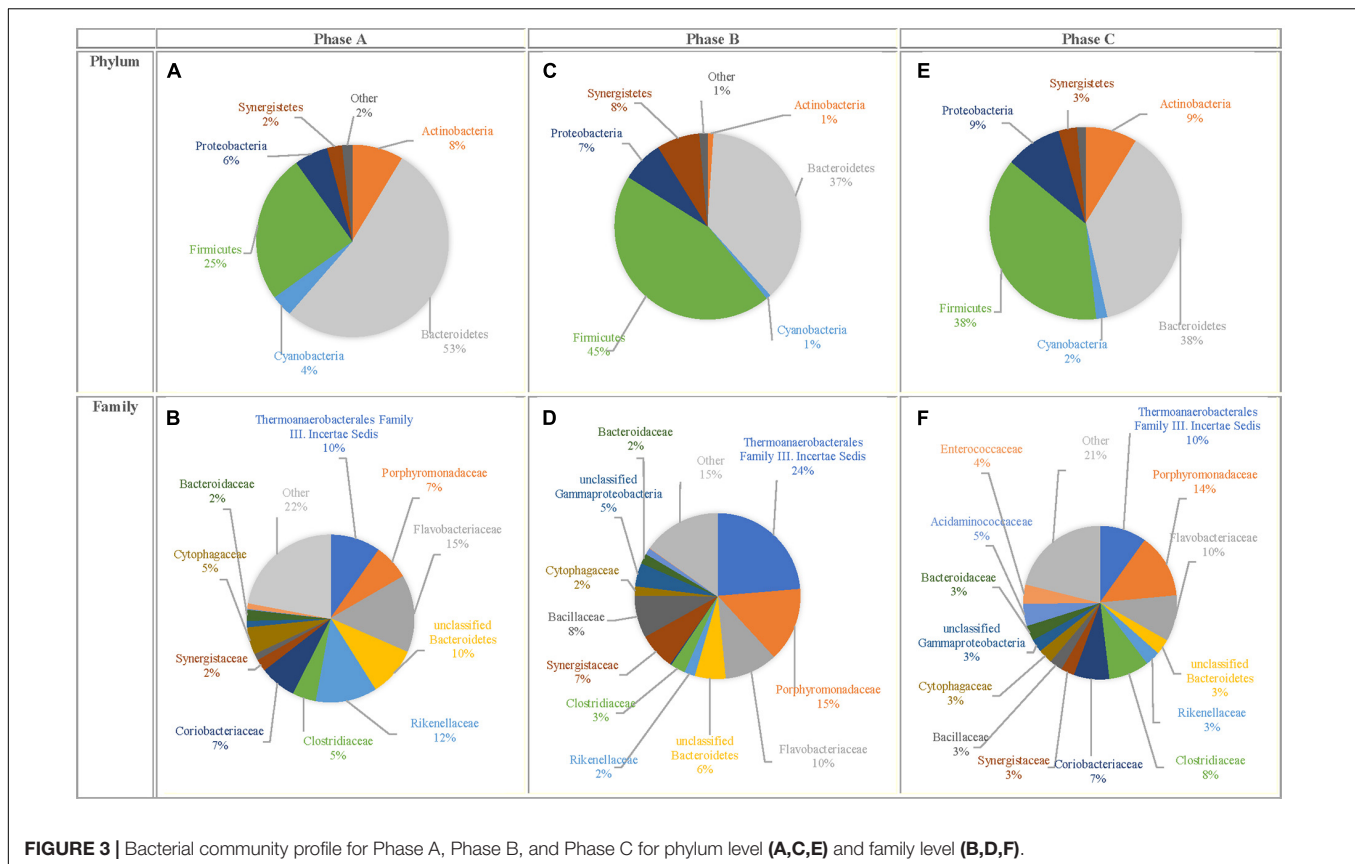 Phase A
Phase B
Phase C
Phylum
A
Other
2%
Synergistetes
2%
Actinobacteria
8%
Proteobacteria
6%
Firmicutes
25%
Bacteroidetes
53%
Cyanobacteria
4%
C
Other
1%
Synergistetes
8%
Actinobacteria
1%
Proteobacteria
7%
Bacteroidetes
37%
Firmicutes
45%
Cyanobacteria
1%
E
Synergistetes
3%
Proteobacteria
9%
Actinobacteria
9%
Firmicutes
38%
Bacteroidetes
38%
Cyanobacteria
2%
Family
B
Thermoanaerobacterales Family
III. Incertae Sedis
10%
Porphyromonadaceae
7%
Bacteroidaceae
2%
Other
22%
Flavobacteriaceae
15%
Cytophagaceae
5%
unclassified
Bacteroidetes
10%
Synergistaceae
2%
Coriobacteriaceae
7%
Rikenellaceae
12%
Clostridiaceae
5%
D
Bacteroidaceae
2%
Other
15%
Thermoanaerobacterales
Family III. Incertae Sedis
24%
unclassified
Gammaproteobacteria
5%
Cytophagaceae
2%
Bacillaceae
8%
Synergistaceae
7%
Porphyromonadaceae
15%
Clostridiaceae
3%
Rikenellaceae
2%
unclassified
Bacteroidetes
6%
Flavobacteriaceae
10%
F
Thermoanaerobacterales
Family III. Incertae Sedis
10%
Other
21%
Enterococcaceae
4%
Porphyromonadaceae
14%
Acidaminococcaceae
5%
Flavobacteriaceae
10%
Bacteroidaceae
3%
unclassified
Gammaproteobacteria
3%
unclassified
Bacteroidetes
3%
Cytophagaceae
3%
Rikenellaceae
3%
Bacillaceae
3%
Synergistaceae
3%
Coriobacteriaceae
7%
Clostridiaceae
8%
FIGURE 3 | Bacterial community profile for Phase A, Phase B, and Phase C for phylum level (A,C,E) and family level (B,D,F).